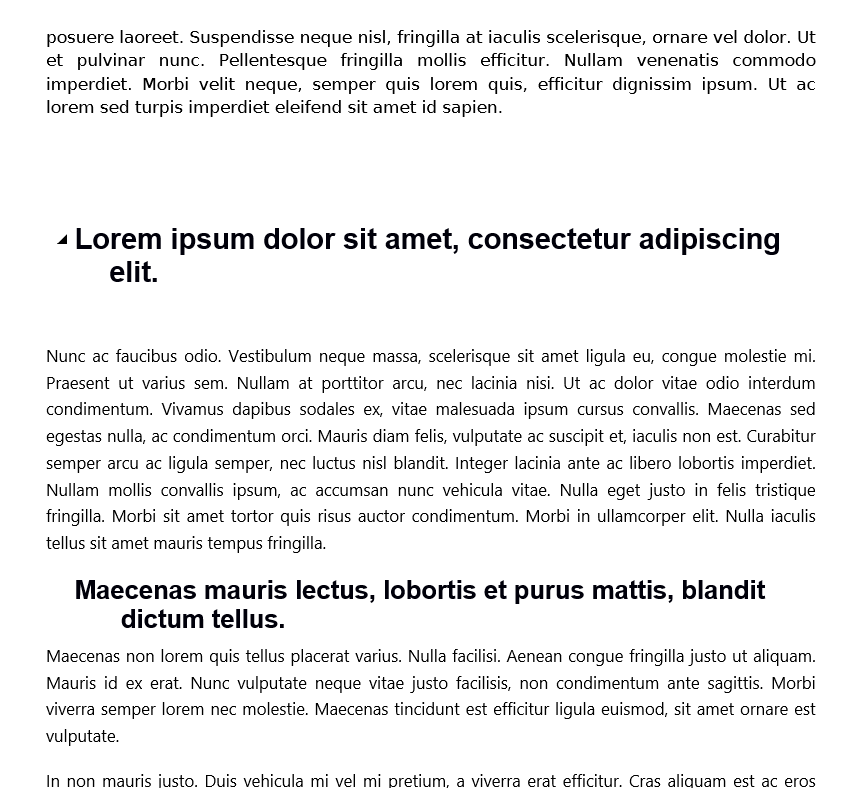 posuere laoreet. Suspendisse neque nisl, fringilla at iaculis scelerisque, ornare vel dolor. Ut
et pulvinar nunc. Pellentesque fringilla mollis efficitur. Nullam venenatis commodo
imperdiet. Morbi velit neque, semper quis lorem quis, efficitur dignissim ipsum. Ut ac
lorem sed turpis imperdiet eleifend sit amet id sapien.
Lorem ipsum dolor sit amet, consectetur adipiscing
elit.
Nunc ac faucibus odio. Vestibulum neque massa, scelerisque sit amet ligula eu, congue molestie mi.
Praesent ut varius sem. Nullam at porttitor arcu, nec lacinia nisi. Ut ac dolor vitae odio interdum
condimentum. Vivamus dapibus sodales ex, vitae malesuada ipsum cursus convallis. Maecenas sed
egestas nulla, ac condimentum orci. Mauris diam felis, vulputate ac suscipit et, iaculis non est. Curabitur
semper arcu ac ligula semper, nec luctus nisl blandit. Integer lacinia ante ac libero lobortis imperdiet.
Nullam mollis convallis ipsum, ac accumsan nunc vehicula vitae. Nulla eget justo in felis tristique
fringilla. Morbi sit amet tortor quis risus auctor condimentum. Morbi in ullamcorper elit. Nulla iaculis
tellus sit amet mauris tempus fringilla.
Maecenas mauris lectus, lobortis et purus mattis, blandit
dictum tellus.
Maecenas non lorem quis tellus placerat varius. Nulla facilisi. Aenean congue fringilla justo ut aliquam.
Mauris id ex erat. Nunc vulputate neque vitae justo facilisis, non condimentum ante sagittis. Morbi
viverra semper lorem nec molestie. Maecenas tincidunt est efficitur ligula euismod, sit amet ornare est
vulputate.
In non mauris justo. Duis vehicula mi vel mi pretium, a viverra erat efficitur. Cras aliquam est ac eros